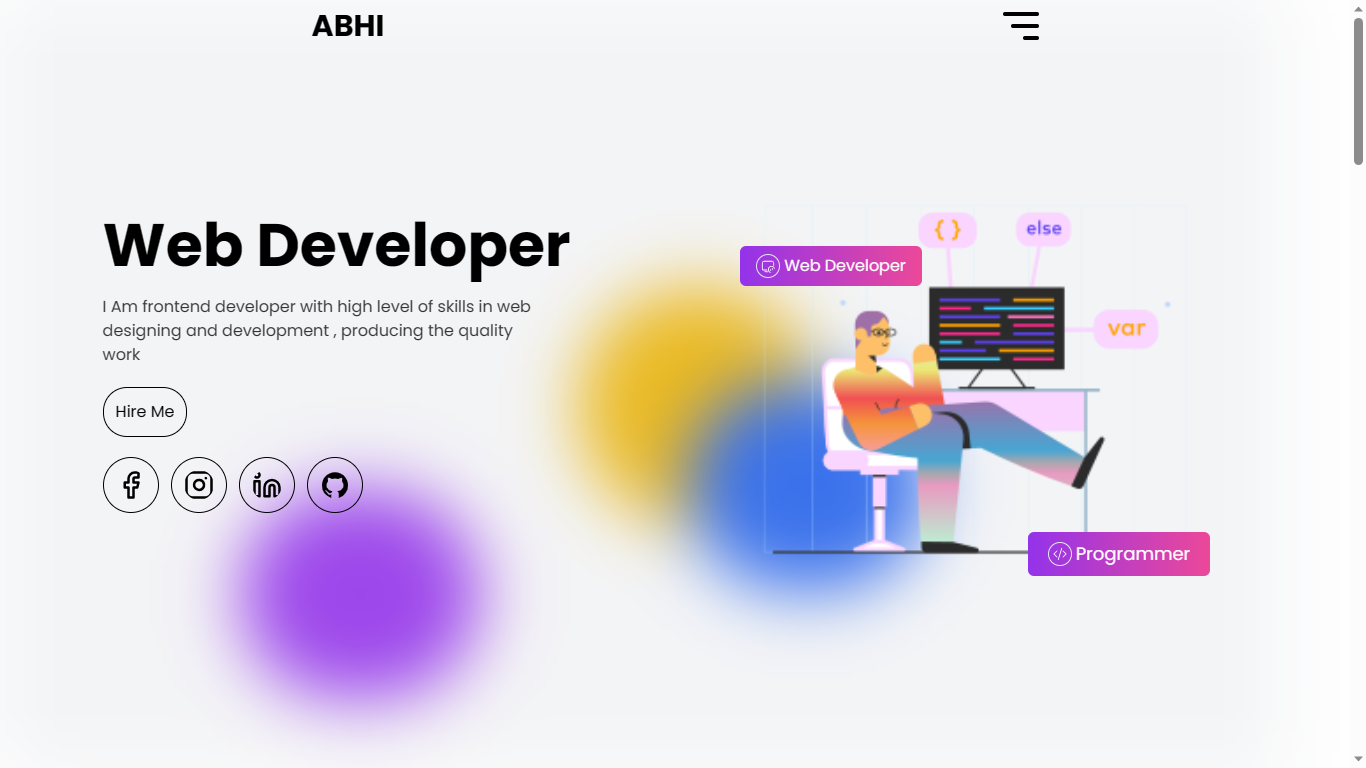 ABHI
Web Developer
I Am frontend developer with high level of skills in web
designing and development , producing the quality
work
Hire Me
{ }
else
Web Developer
var
Programmer